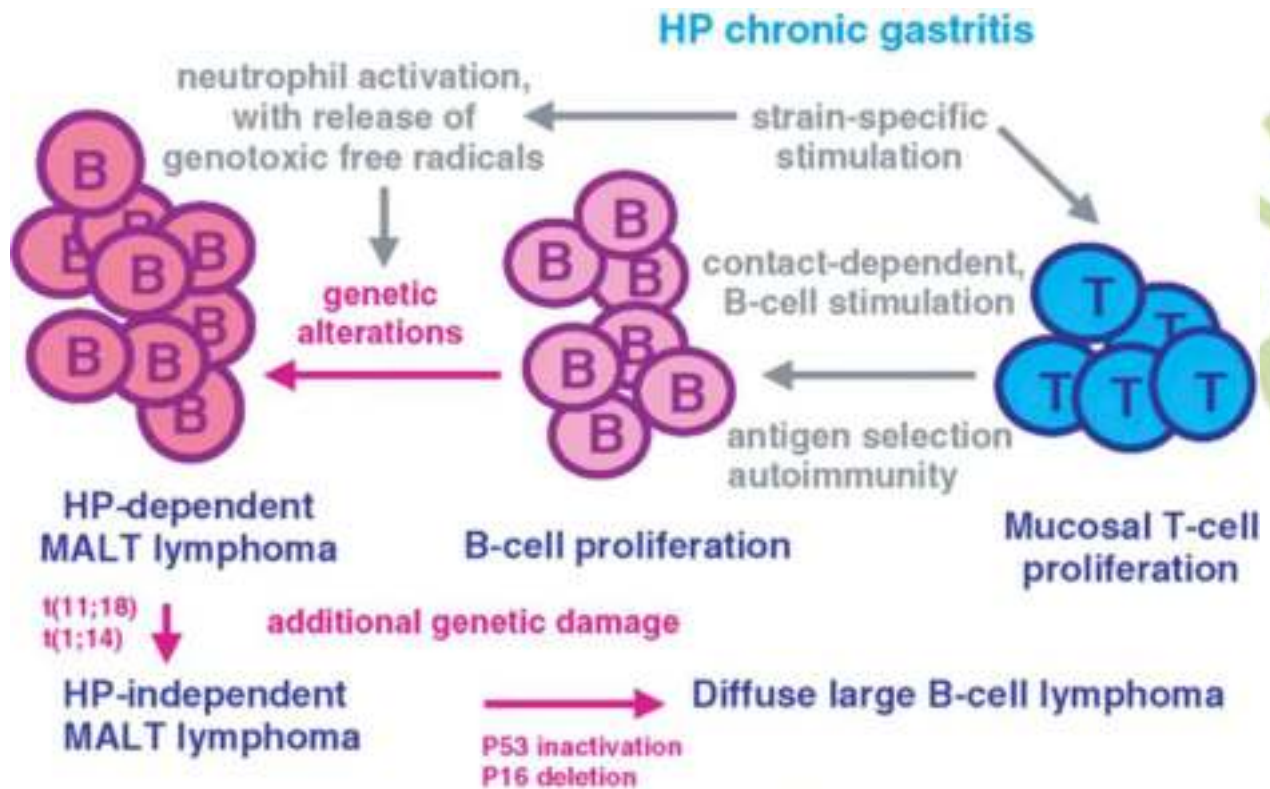 HP chronic gastritis
neutrophil activation,
with release of
genotoxic free radicals
strain-specific
stimulation
B
B
B
B
B
B
B
B
B
B
genetic
alterations
B
B
B
B
B
B
B
B
contact-dependent,
B-cell stimulation
antigen selection
autoimmunity
T
T
T
T
T
HP-dependent
MALT lymphoma
B-cell proliferation
Mucosal T-cell
proliferation
t(11;18)
t(1;14)
additional genetic damage
HP-independent
MALT lymphoma
Diffuse large B-cell lymphoma
P53 inactivation
P16 deletion